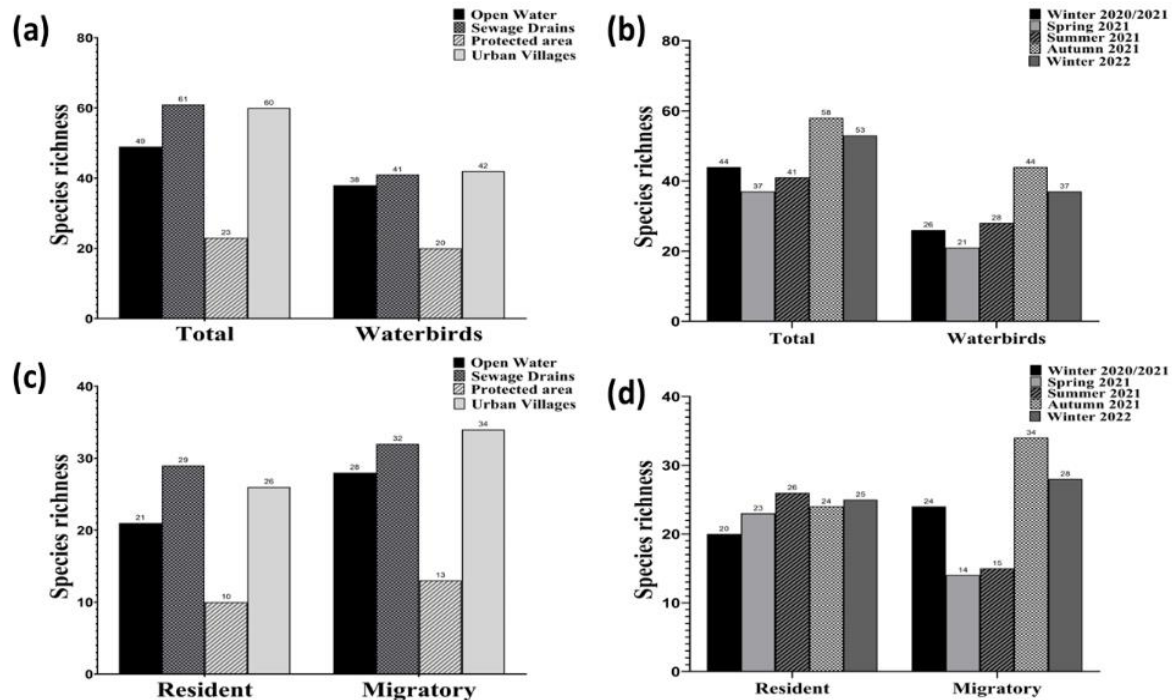 (a)
Open Water
Sewage Drains
Protected area
Urban Villages
Species richness
80
60
40
20
0
49
61
23
60
38
41
20
42
Total
Waterbirds
(b)
Winter 2020/2021
Spring 2021
Summer 2021
Autumn 2021
Winter 2022
Species richness
80
60
40
20
0
44
37
41
58
53
26
21
28
44
37
Total
Waterbirds
(c)
Open Water
Sewage Drains
Protected area
Urban Villages
Species richness
40
30
20
10
0
21
29
10
26
28
32
13
34
Resident
Migratory
(d)
Winter 2020/2021
Spring 2021
Summer 2021
Autumn 2021
Winter 2022
Species richness
40
30
20
10
0
20
23
26
24
25
24
14
15
34
28
Resident
Migratory